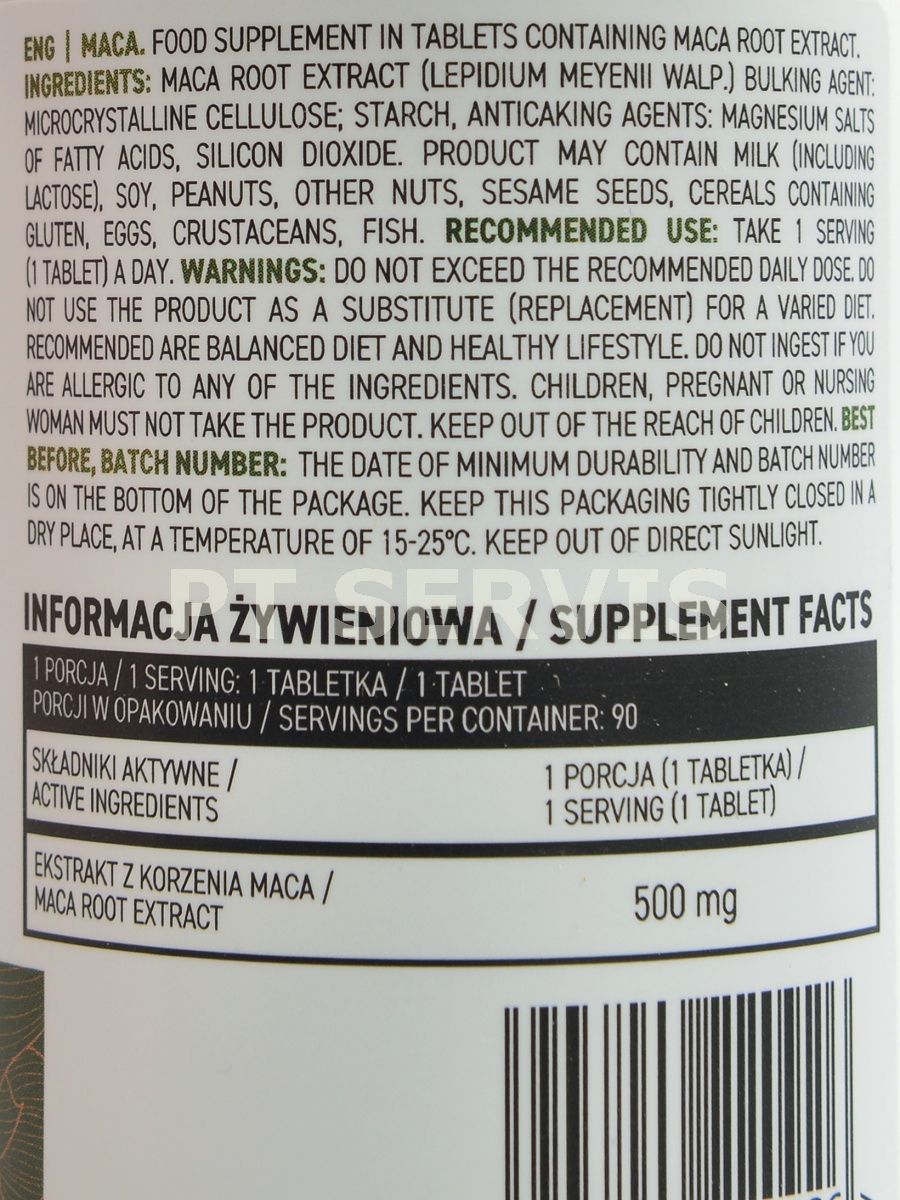 ENG | MACA. FOOD SUPPLEMENT IN TABLETS CONTAINING MACA ROOT EXTRACT.
INGREDIENTS: MACA ROOT EXTRACT (LEPIDIUM MEYENII WALP.) BULKING AGENT:
MICROCRYSTALLINE CELLULOSE; STARCH, ANTICAKING AGENTS: MAGNESIUM SALTS
OF FATTY ACIDS, SILICON DIOXIDE. PRODUCT MAY CONTAIN MILK (INCLUDING
LACTOSE), SOY, PEANUTS, OTHER NUTS, SESAME SEEDS, CEREALS CONTAINING
GLUTEN, EGGS, CRUSTACEANS, FISH. RECOMMENDED USE: TAKE 1 SERVING
(1 TABLET) A DAY. WARNINGS: DO NOT EXCEED THE RECOMMENDED DAILY DOSE. DO
NOT USE THE PRODUCT AS A SUBSTITUTE (REPLACEMENT) FOR A VARIED DIET.
RECOMMENDED ARE BALANCED DIET AND HEALTHY LIFESTYLE. DO NOT INGEST IF YOU
ARE ALLERGIC TO ANY OF THE INGREDIENTS. CHILDREN, PREGNANT OR NURSING
WOMAN MUST NOT TAKE THE PRODUCT. KEEP OUT OF THE REACH OF CHILDREN. BEST
BEFORE, BATCH NUMBER: THE DATE OF MINIMUM DURABILITY AND BATCH NUMBER
IS ON THE BOTTOM OF THE PACKAGE. KEEP THIS PACKAGING TIGHTLY CLOSED IN A
DRY PLACE, AT A TEMPERATURE OF 15-25°C. KEEP OUT OF DIRECT SUNLIGHT.
PT SERVIS
INFORMACJA ŻYWIENIOWA / SUPPLEMENT FACTS
1 PORCJA / 1 SERVING: 1 TABLETKA / 1 TABLET
PORCJI W OPAKOWANIU / SERVINGS PER CONTAINER: 90
SKŁADNIKI AKTYWNE /
ACTIVE INGREDIENTS
1 PORCJA (1 TABLETKA) /
1 SERVING (1 TABLET)
EKSTRAKT Z KORZENIA MACA /
MACA ROOT EXTRACT
500 mg